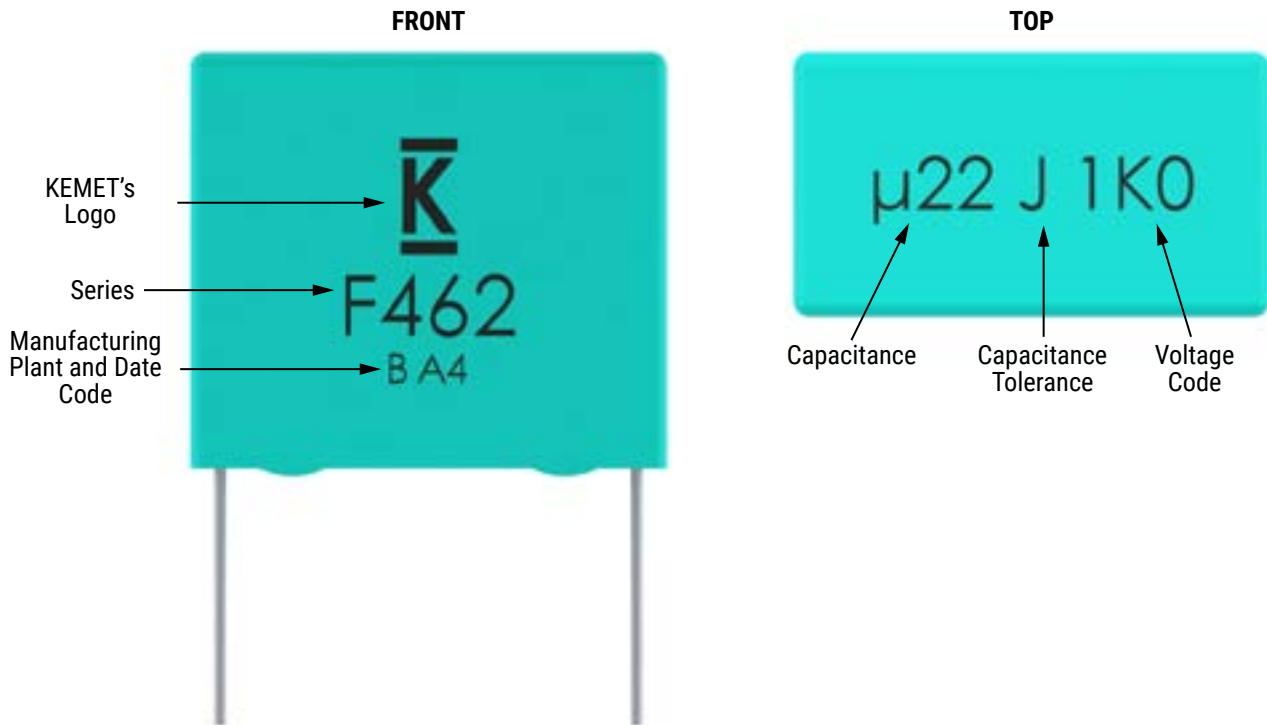 FRONT
KEMET's
Logo
K
Series
F462
Manufacturing
Plant and Date
Code
B A4
TOP
µ22 J 1K0
Capacitance
Capacitance
Tolerance
Voltage
Code